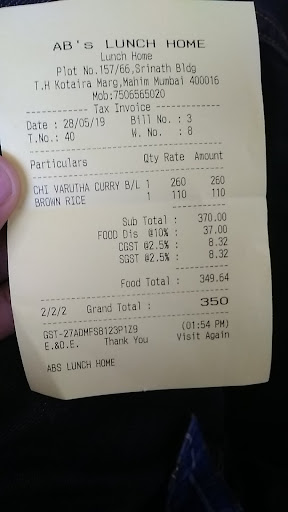 AB's LUNCH HOME
Lunch Home
Plot No.157/66,Srinath Bldg
T.H Kotaira Marg,Mahim Mumbai 400016
Mob:7506565020
------------ Tax Invoice ------------
Date : 28/05/19 Bill No. : 3
T.No.: 40 W. No. : 8
Particulars Qty Rate Amount
CHI VARUTHA CURRY B/L 1 260 260
BROWN RICE 1 110 110
Sub Total : 370.00
FOOD Dis @10% : 37.00
CGST @2.5% : 8.32
SGST @2.5% : 8.32
Food Total : 349.64
2/2/2 Grand Total : 350
GST-27ADMFS8123P1Z9 (01:54 PM)
E.&O.E. Thank You Visit Again
ABS LUNCH HOME